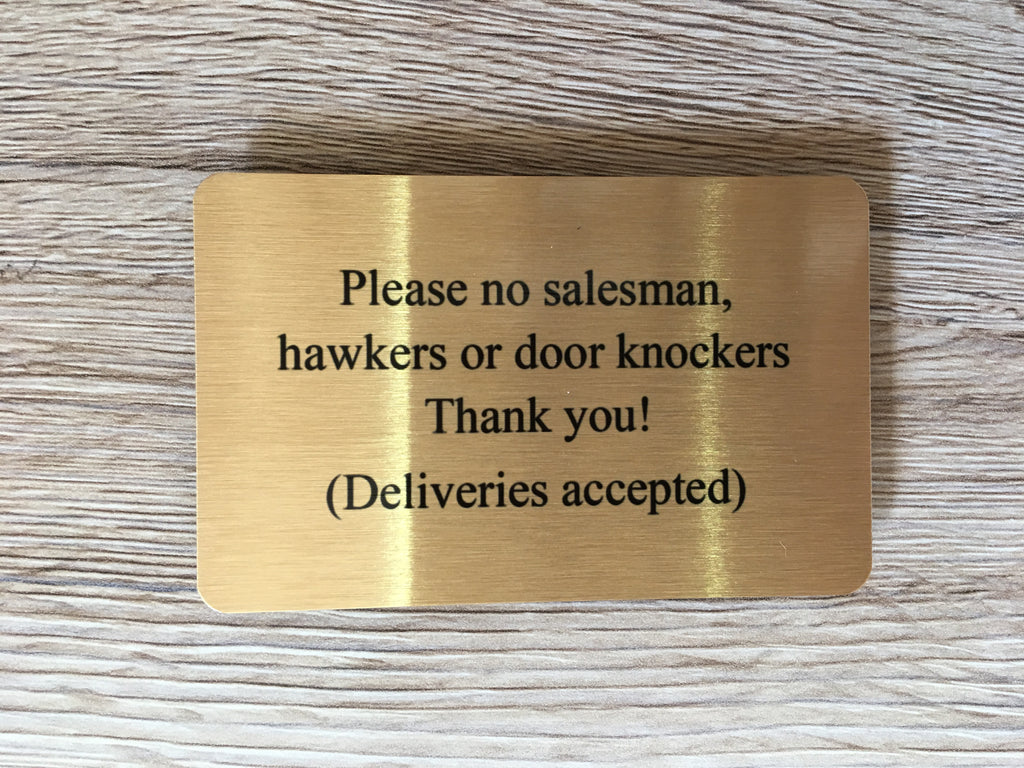 Please no salesman,
hawkers or door knockers
Thank you!
(Deliveries accepted)